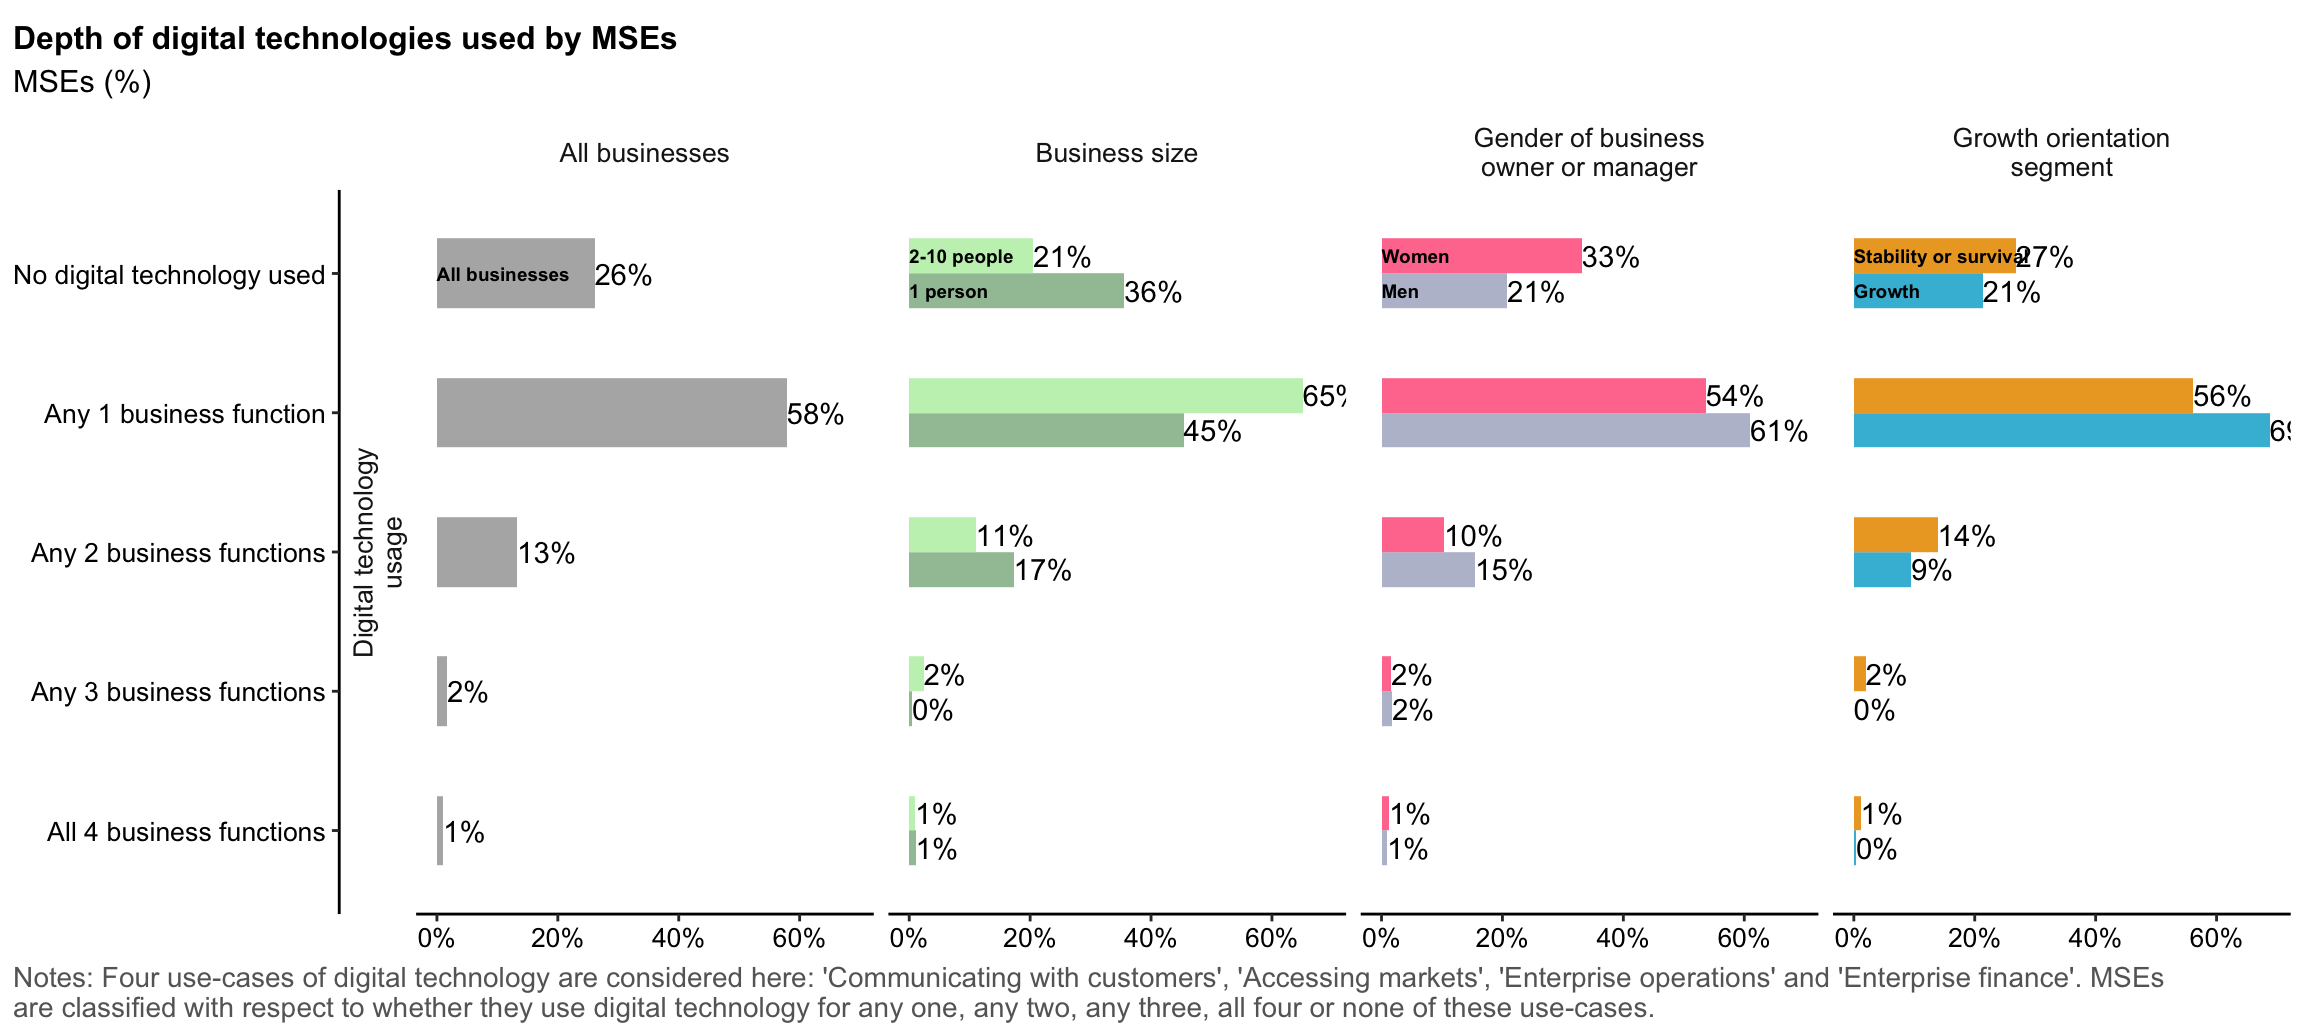 Depth of digital technologies used by MSEs
MSEs (%)
All businesses
Business size
Gender of business
owner or manager
Growth orientation
segment
Digital technology
usage
No digital technology used
All businesses 26%
2-10 people 21%
1 person 36%
Women 33%
Men 21%
Stability or survival 27%
Growth 21%
Any 1 business function
58%
65%
45%
54%
61%
56%
Any 2 business functions
13%
11%
17%
10%
15%
14%
9%
Any 3 business functions
2%
2%
0%
2%
2%
2%
0%
All 4 business functions
1%
1%
1%
1%
1%
1%
0%
0% 20% 40% 60%
0% 20% 40% 60%
0% 20% 40% 60%
0% 20% 40% 60%
Notes: Four use-cases of digital technology are considered here: 'Communicating with customers', 'Accessing markets', 'Enterprise operations' and 'Enterprise finance'. MSEs
are classified with respect to whether they use digital technology for any one, any two, any three, all four or none of these use-cases.